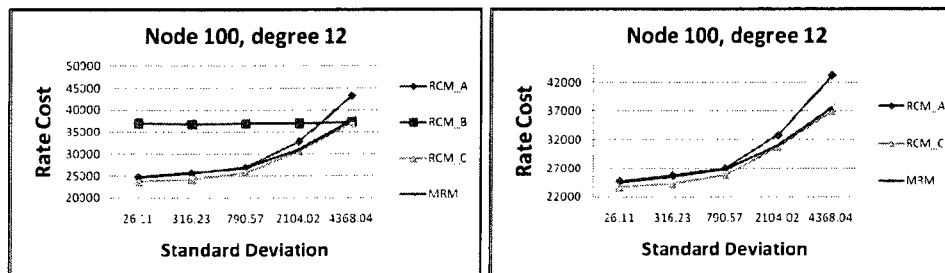 Node 100, degree 12
50000
45000
40000
35000
30000
25000
20000
Rate Cost
26.11 316.23 790.57 2104.02 4368.04
Standard Deviation
RCM_A
RCM_B
RCM_C
MRM
Node 100, degree 12
42000
37000
32000
27000
22000
Rate Cost
26.11 316.23 790.57 2104.02 4368.04
Standard Deviation
RCM_A
RCM_C
MRM